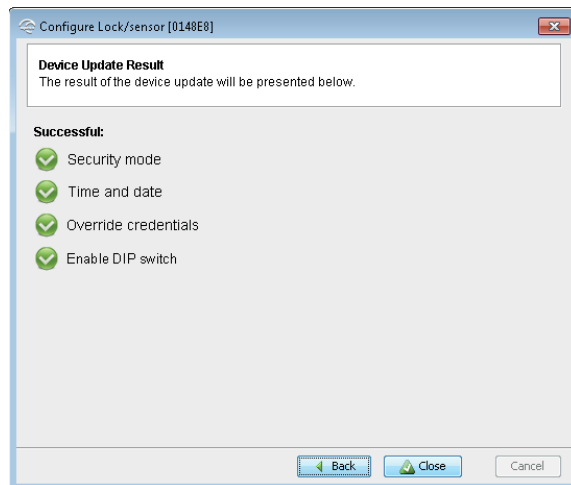 Configure Lock/sensor [0148E8]
Device Update Result
The result of the device update will be presented below.
Successful:
Security mode
Time and date
Override credentials
Enable DIP switch
Back
Close
Cancel